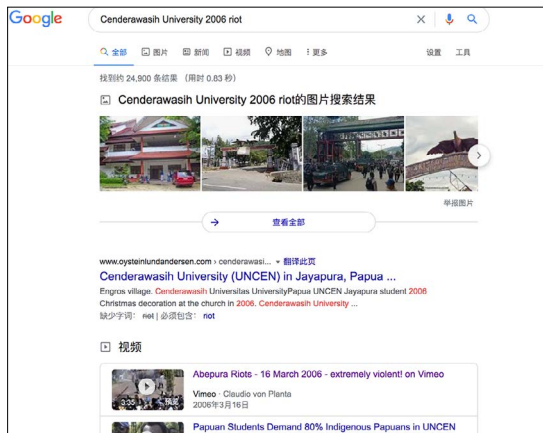 Google
Cenderawasih University 2006 riot
全部 图片 新闻 视频 地图 更多 设置 工具
找到约 24,900 条结果 （用时 0.83 秒）
Cenderawasih University 2006 riot的图片搜索结果
举报图片
查看全部
www.oysteinlundandersen.com › cenderawasi... 翻译此页
Cenderawasih University (UNCEN) in Jayapura, Papua ...
Engros village. Cenderawasih Universitas UniversityPapua UNCEN Jayapura student 2006
Christmas decoration at the church in 2006. Cenderawasih University ...
缺少字词： riot | 必须包含： riot
视频
Abepura Riots - 16 March 2006 - extremely violent! on Vimeo
Vimeo · Claudio von Planta
2006年3月16日
3:35 预览
Papuan Students Demand 80% Indigenous Papuans in UNCEN